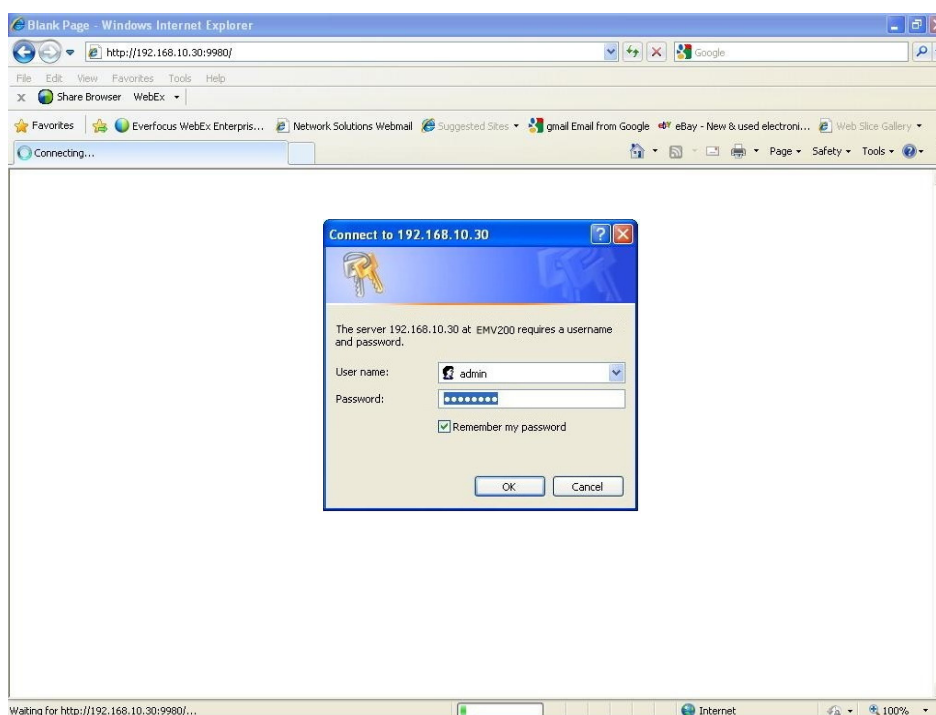 Blank Page - Windows Internet Explorer
http://192.168.10.30:9980/
Google
File Edit View Favorites Tools Help
x Share Browser WebEx
Favorites Everfocus WebEx Enterpris... Network Solutions Webmail Suggested Sites gmail Email from Google eBay - New & used electroni... Web Slice Gallery
Connecting...
Page Safety Tools
Connect to 192.168.10.30
The server 192.168.10.30 at EMV200 requires a username
and password.
User name:
admin
Password:
••••••••
Remember my password
OK Cancel
Waiting for http://192.168.10.30:9980/...
Internet
100%